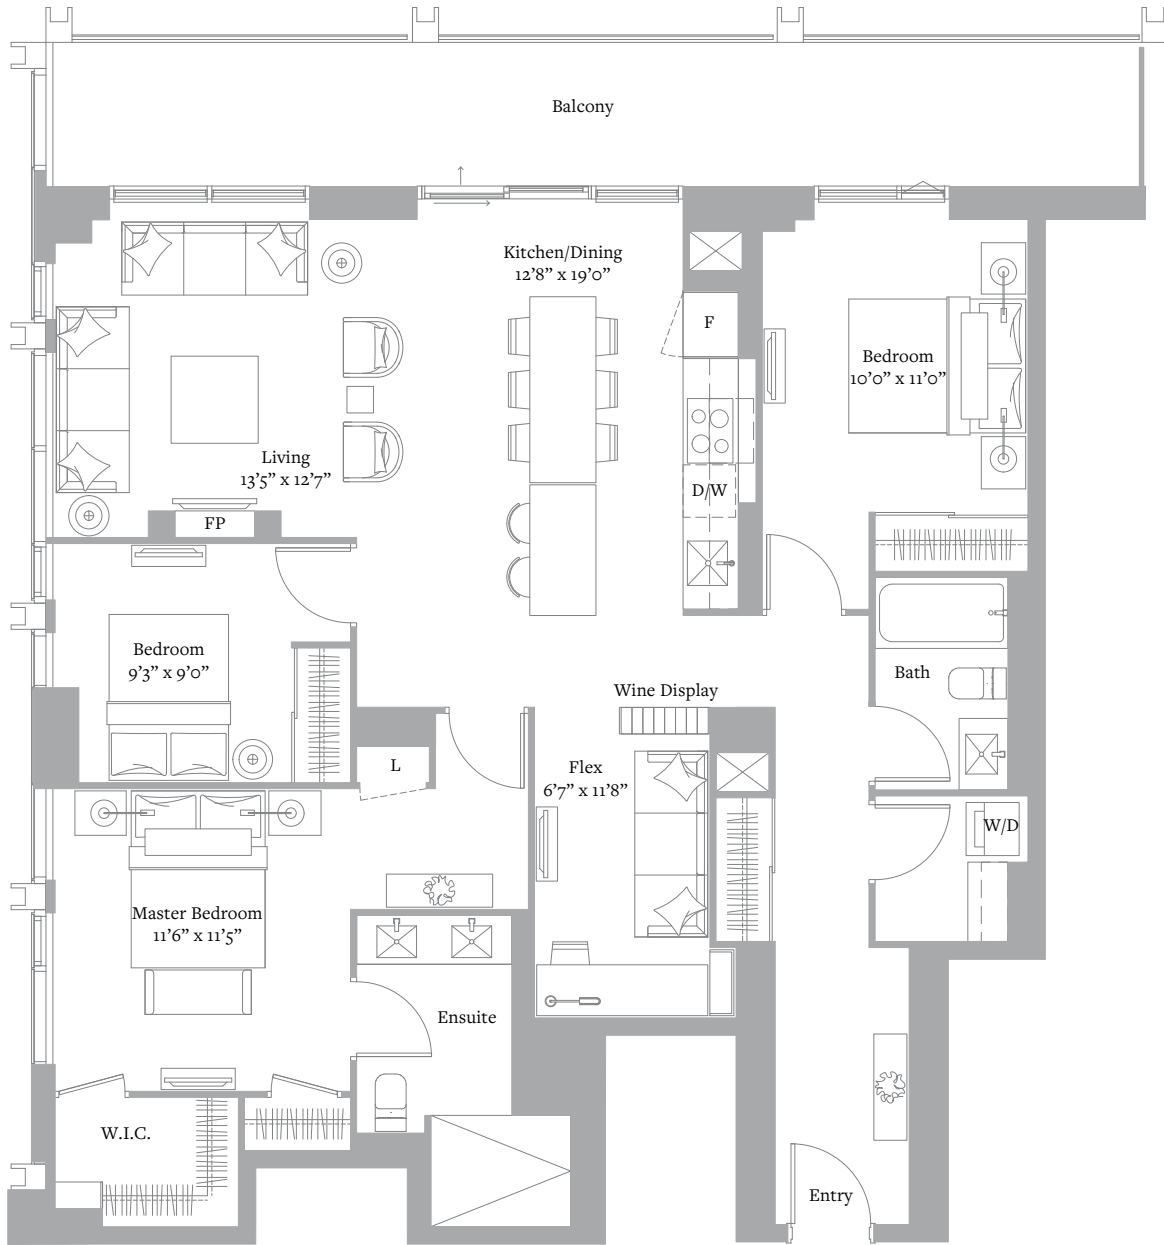 Balcony
Kitchen/Dining
12’8” x 19’0”
F
Bedroom
10’0” x 11’0”
Living
13’5” x 12’7”
D/W
FP
Bedroom
9’3” x 9’0”
Bath
Wine Display
L
Flex
6’7” x 11’8”
W/D
Master Bedroom
11’6” x 11’5”
Ensuite
W.I.C.
Entry